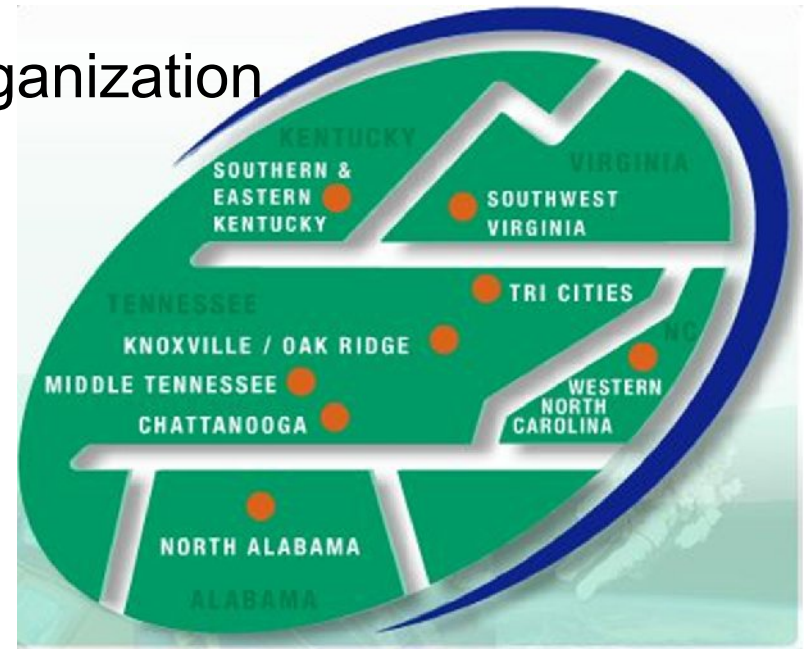 ganization
KENTUCKY
VIRGINIA
SOUTHERN &
EASTERN
KENTUCKY
SOUTHWEST
VIRGINIA
TENNESSEE
TRI CITIES
NC
KNOXVILLE / OAK RIDGE
MIDDLE TENNESSEE
WESTERN
NORTH
CAROLINA
CHATTANOOGA
NORTH ALABAMA
ALABAMA